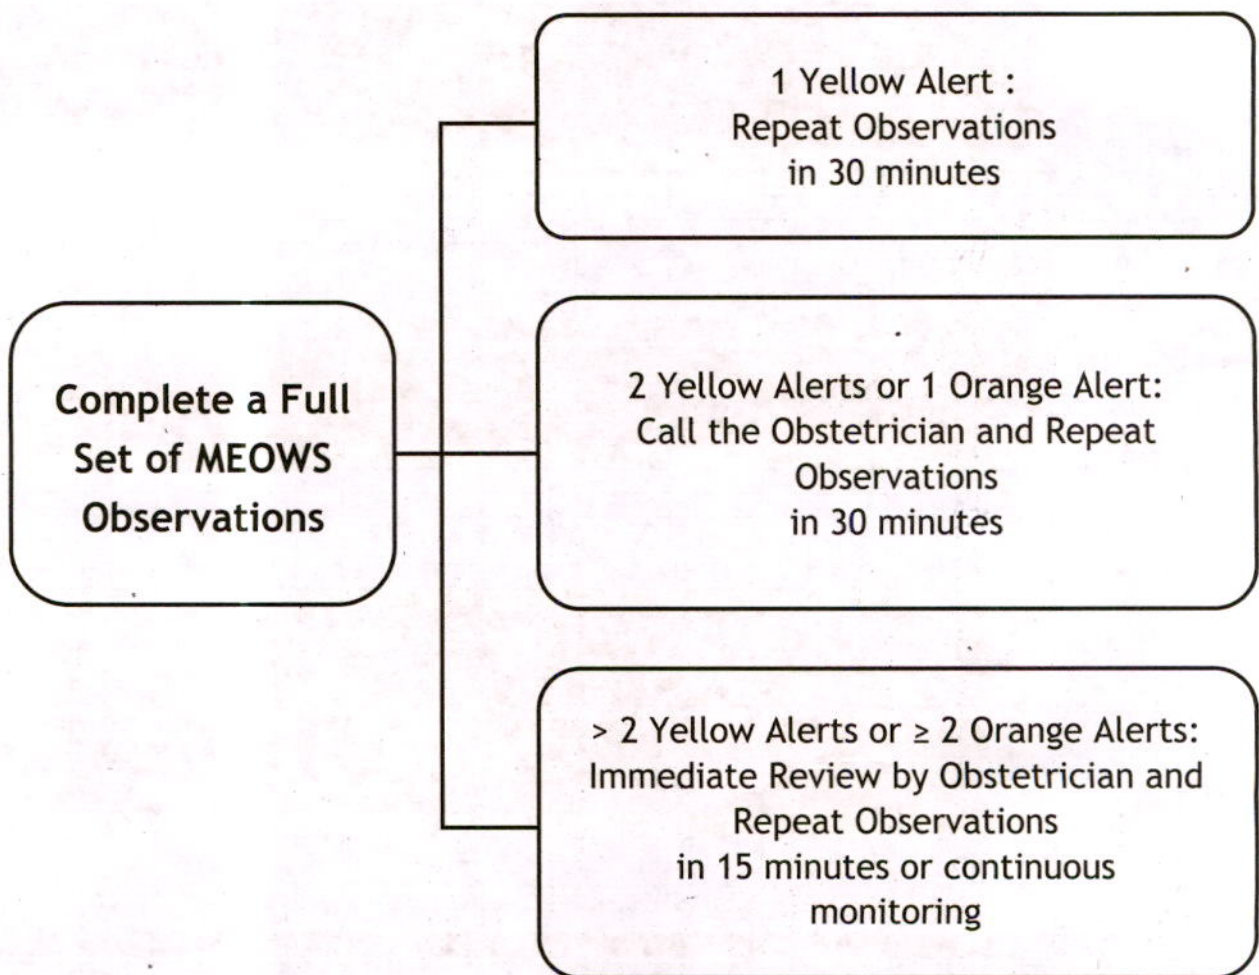 Complete a Full
Set of MEOWS
Observations
1 Yellow Alert :
Repeat Observations
in 30 minutes
2 Yellow Alerts or 1 Orange Alert:
Call the Obstetrician and Repeat
Observations
in 30 minutes
> 2 Yellow Alerts or ≥ 2 Orange Alerts:
Immediate Review by Obstetrician and
Repeat Observations
in 15 minutes or continuous
monitoring